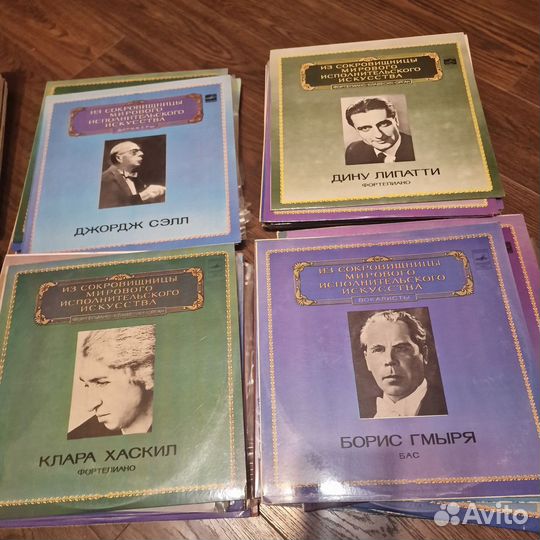 ИЗ СОКРОВИЩНИЦЫ
МИРОВОГО
ИСПОЛНИТЕЛЬСКОГО
ИСКУССТВА
ДИРИЖЕРЫ
ДЖОРДЖ СЭЛЛ
ИЗ СОКРОВИЩНИЦЫ
МИРОВОГО
ИСПОЛНИТЕЛЬСКОГО
ИСКУССТВА
ДИНУ ЛИПАТТИ
ФОРТЕПИАНО
ИЗ СОКРОВИЩНИЦЫ
МИРОВОГО
ИСПОЛНИТЕЛЬСКОГО
ИСКУССТВА
КЛАРА ХАСКИЛ
ФОРТЕПИАНО
ИЗ СОКРОВИЩНИЦЫ
МИРОВОГО
ИСПОЛНИТЕЛЬСКОГО
ИСКУССТВА
ВОКАЛИСТЫ
БОРИС ГМЫРЯ
БАС
Avito